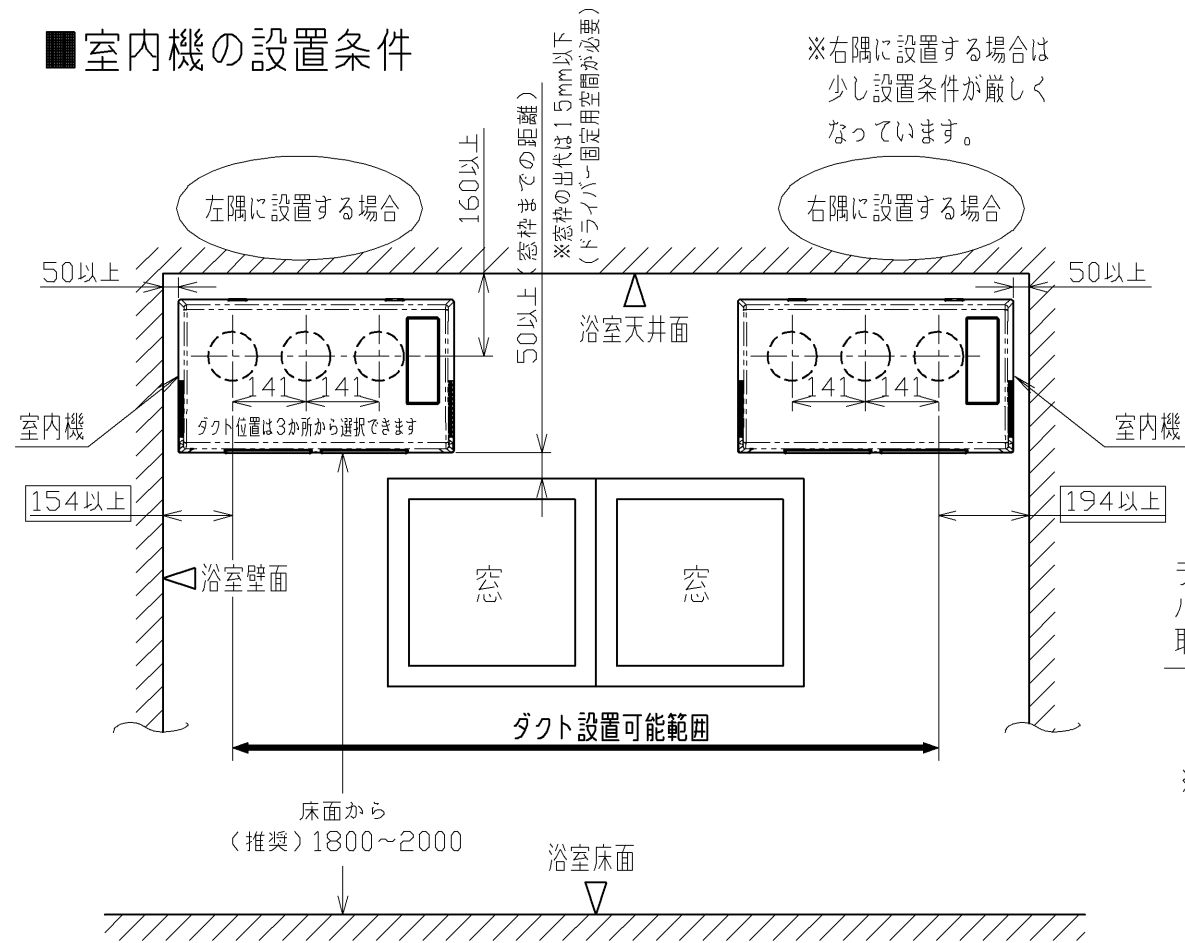 ■室内機の設置条件
※右隅に設置する場合は
少し設置条件が厳しく
なっています。
160以上
50以上（窓枠までの距離）
※窓枠の出代は15mm以下
（ドライバー固定用空間が必要）
左隅に設置する場合
右隅に設置する場合
50以上
50以上
浴室天井面
141
141
141
141
ダクト位置は3か所から選択できます
室内機
室内機
154以上
194以上
浴室壁面
窓
窓
ダクト設置可能範囲
床面から
（推奨）1800～2000
浴室床面